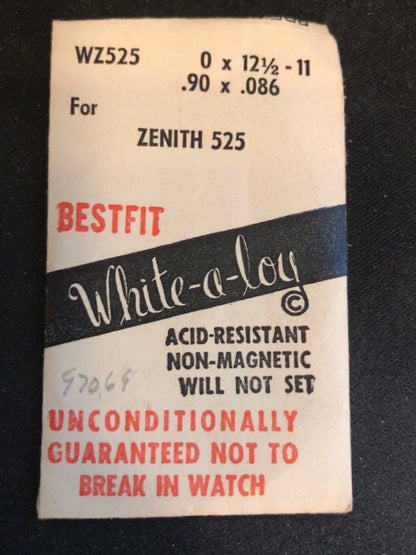 WZ525 0 x 12½ - 11
.90 x .086
For
ZENITH 525
BESTFIT
White-a-loy ©
ACID-RESISTANT
NON-MAGNETIC
WILL NOT SET
UNCONDITIONALLY
GUARANTEED NOT TO
BREAK IN WATCH